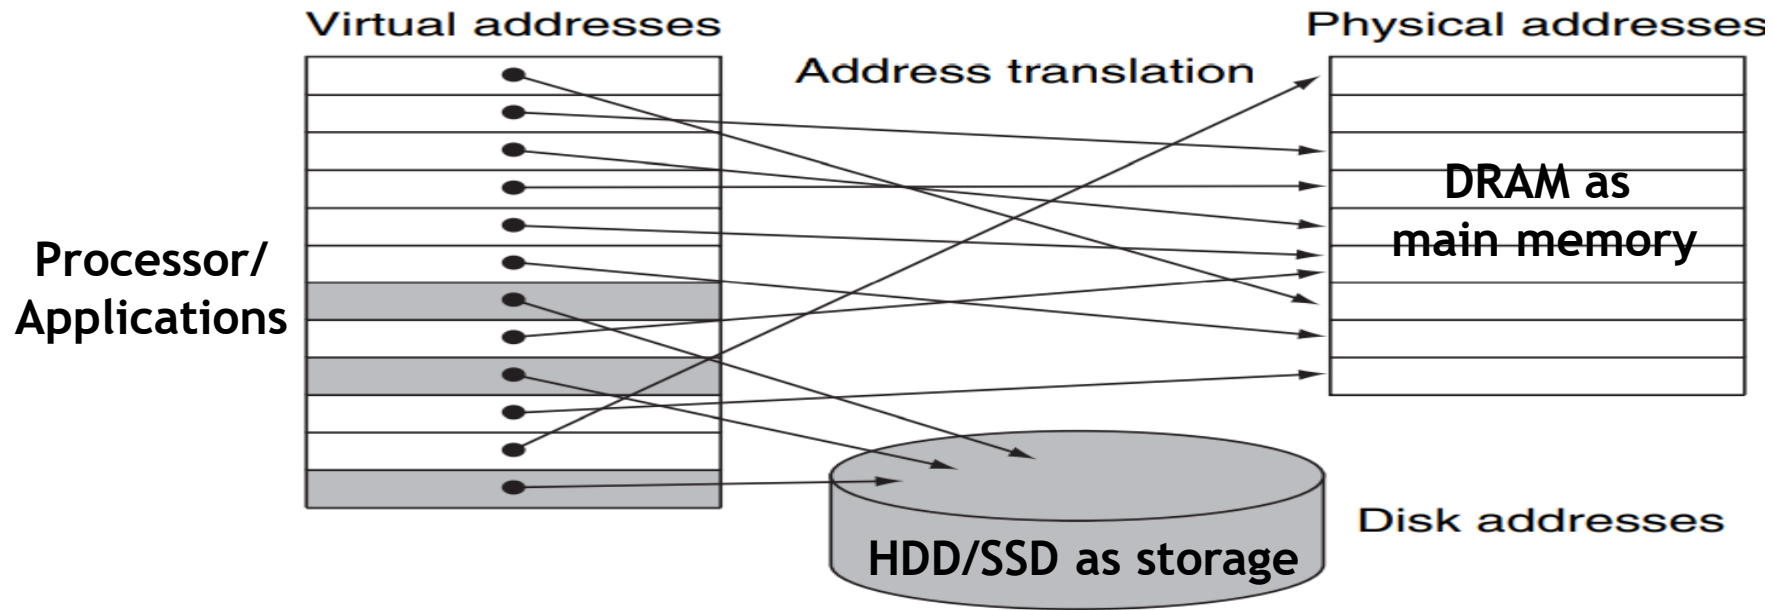 Virtual addresses
Physical addresses
Address translation
DRAM as
main memory
Processor/
Applications
Disk addresses
HDD/SSD as storage